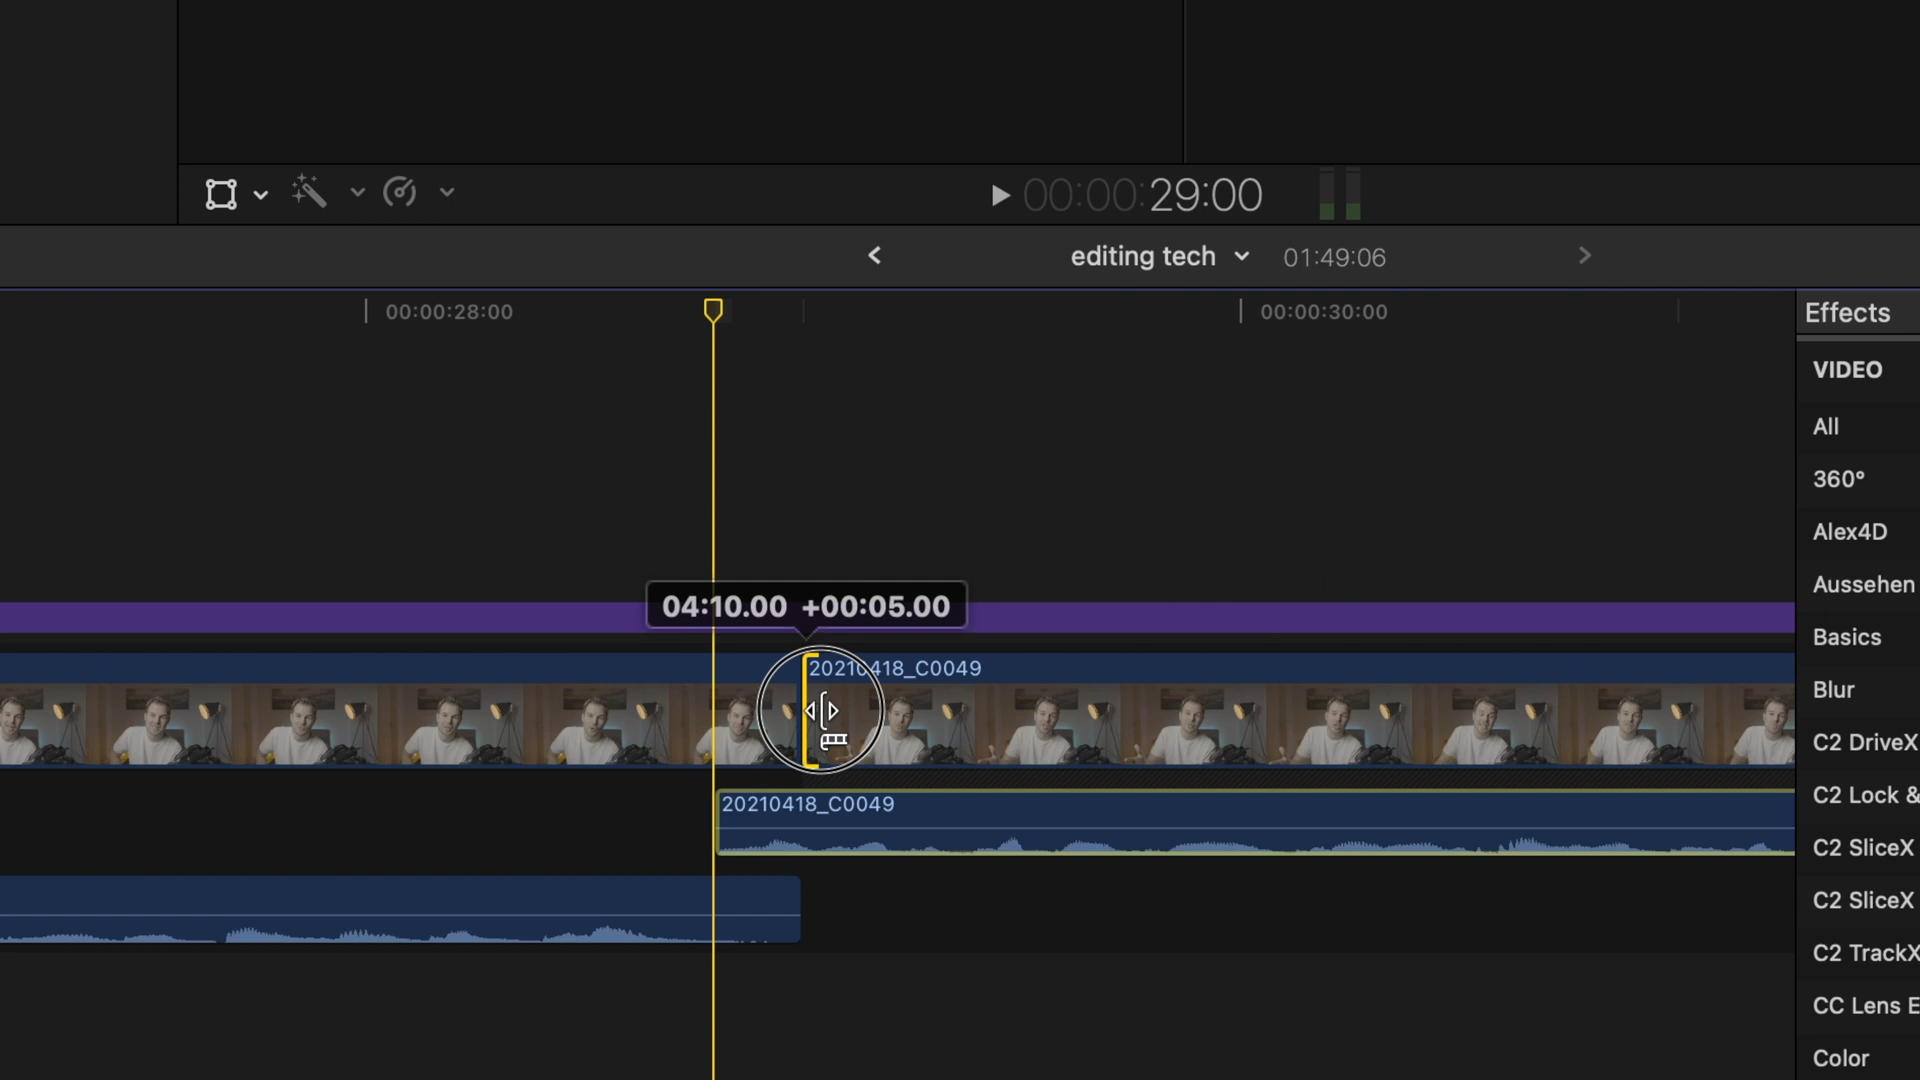 00:00:29:00
editing tech 01:49:06
00:00:28:00 00:00:30:00
Effects
VIDEO
All
360°
Alex4D
Aussehen
Basics
Blur
C2 DriveX
C2 Lock &
C2 SliceX
C2 SliceX
C2 TrackX
CC Lens E
Color
04:10.00 +00:05.00
20210418_C0049
20210418_C0049